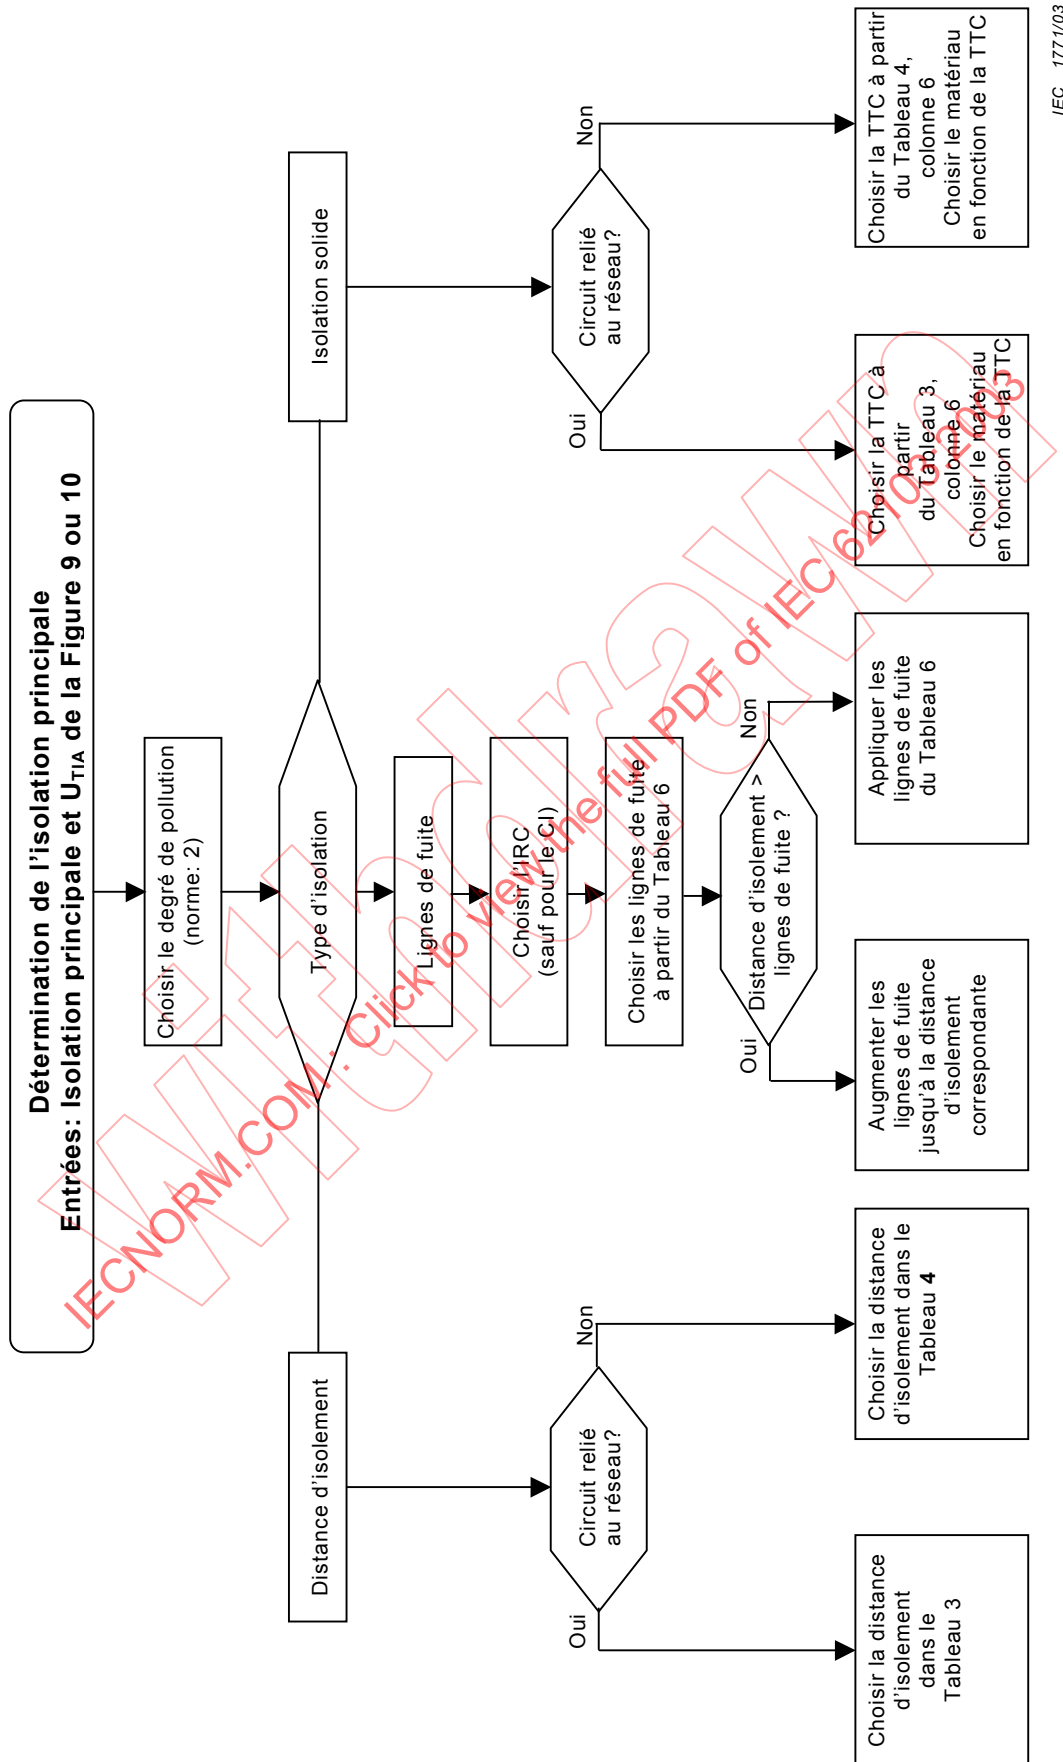 Détermination de l'isolation principale
Entrées: Isolation principale et U_TIA de la Figure 9 ou 10
Choisir le degré de pollution
(norme: 2)
Type d'isolation
Distance d'isolement
Circuit relié
au réseau?
Oui
Non
Choisir la distance
d'isolement
dans le
Tableau 3
Choisir la distance
d'isolement dans le
Tableau 4
Lignes de fuite
Choisir l'IRC
(sauf pour le CI)
Choisir les lignes de fuite
à partir du Tableau 6
Distance d'isolement >
lignes de fuite ?
Oui
Non
Augmenter les
lignes de fuite
jusqu'à la distance
d'isolement
correspondante
Appliquer les
lignes de fuite
du Tableau 6
Isolation solide
Circuit relié
au réseau?
Oui
Non
Choisir la TTC à
partir
du Tableau 3,
colonne 6
Choisir le matériau
en fonction de la TTC
Choisir la TTC à partir
du Tableau 4,
colonne 6
Choisir le matériau
en fonction de la TTC
IEC 1771/03
Withdrawn
IECNORM.COM : Click to view the full PDF of IEC 62103:2003